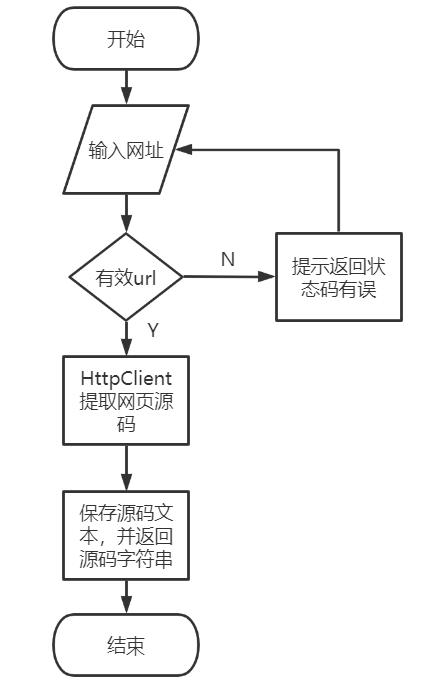 开始
输入网址
有效url
N
提示返回状
态码有误
Y
HttpClient
提取网页源
码
保存源码文
本，并返回
源码字符串
结束